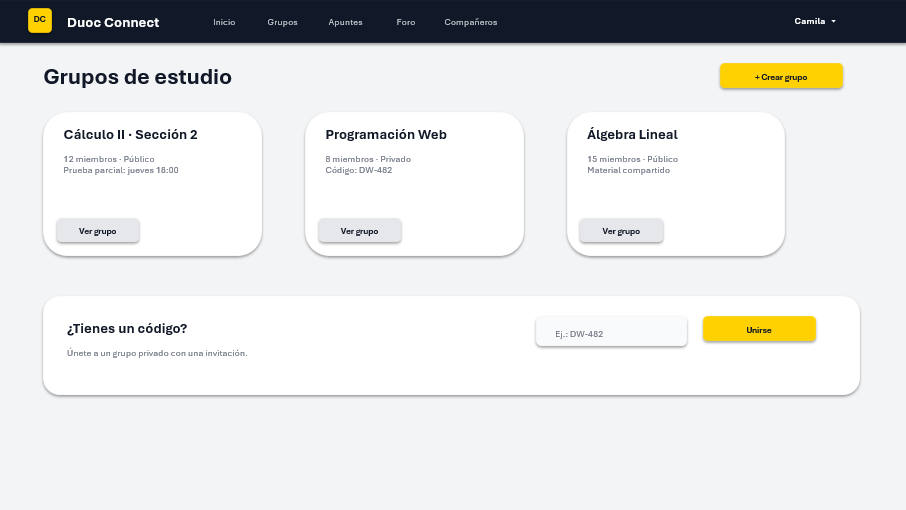 DC
Duoc Connect
Inicio
Grupos
Apuntes
Foro
Compañeros
Camila
Grupos de estudio
+ Crear grupo
Cálculo II · Sección 2
12 miembros · Público
Prueba parcial: jueves 18:00
Ver grupo
Programación Web
8 miembros · Privado
Código: DW-482
Ver grupo
Álgebra Lineal
15 miembros · Público
Material compartido
Ver grupo
¿Tienes un código?
Únete a un grupo privado con una invitación.
Ej.: DW-482
Unirse